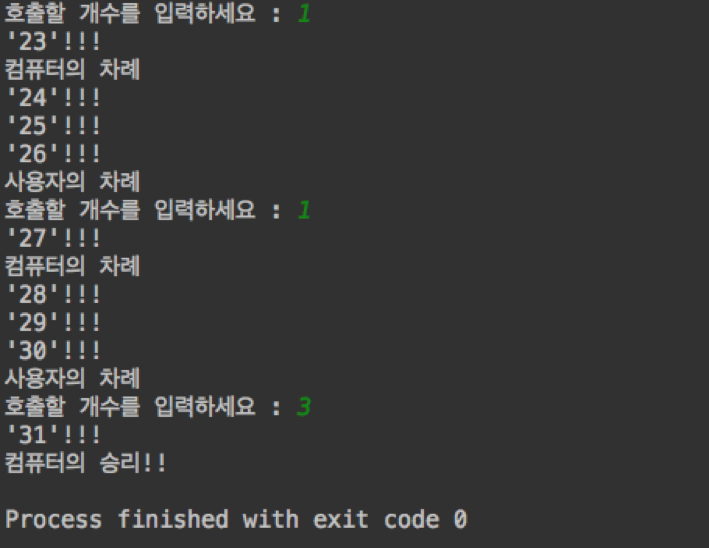 호출할 개수를 입력하세요 : 1
'23'!!!
컴퓨터의 차례
'24'!!!
'25'!!!
'26'!!!
사용자의 차례
호출할 개수를 입력하세요 : 1
'27'!!!
컴퓨터의 차례
'28'!!!
'29'!!!
'30'!!!
사용자의 차례
호출할 개수를 입력하세요 : 3
'31'!!!
컴퓨터의 승리!!
Process finished with exit code 0